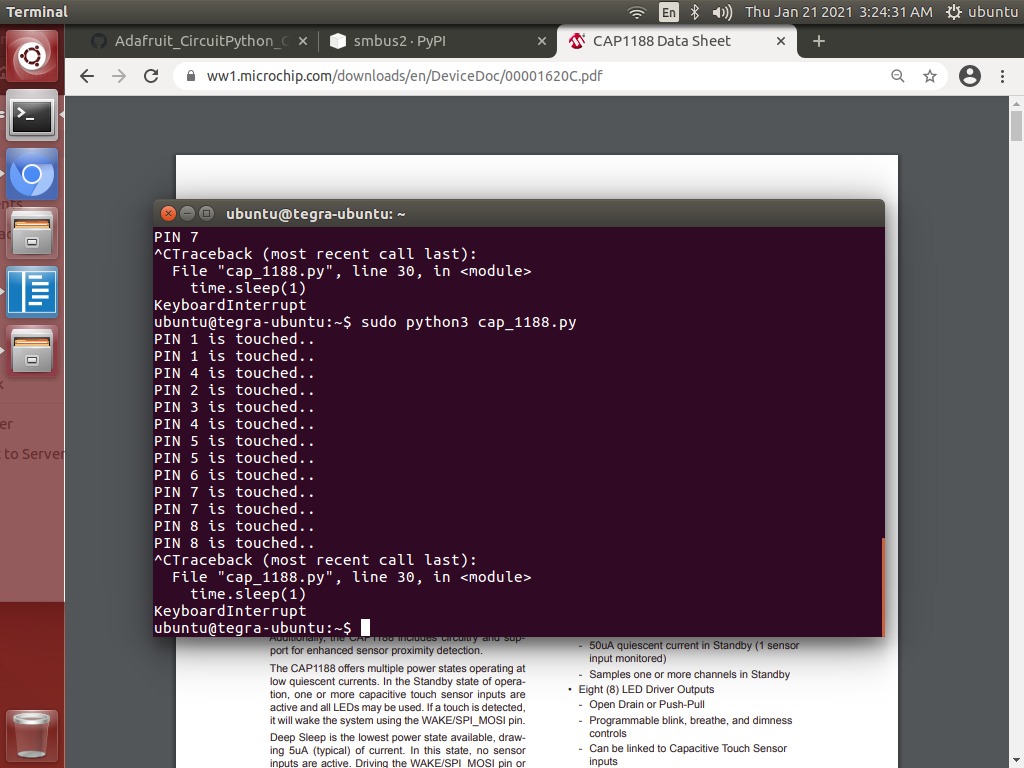 Terminal
En
Thu Jan 21 2021 3:24:31 AM
ubuntu
Adafruit_CircuitPython_C
smbus2 · PyPI
CAP1188 Data Sheet
ww1.microchip.com/downloads/en/DeviceDoc/00001620C.pdf
ubuntu@tegra-ubuntu: ~
PIN 7
^CTraceback (most recent call last):
File "cap_1188.py", line 30, in <module>
time.sleep(1)
KeyboardInterrupt
ubuntu@tegra-ubuntu:~$ sudo python3 cap_1188.py
PIN 1 is touched..
PIN 1 is touched..
PIN 4 is touched..
PIN 2 is touched..
PIN 3 is touched..
PIN 4 is touched..
PIN 5 is touched..
PIN 5 is touched..
PIN 6 is touched..
PIN 7 is touched..
PIN 7 is touched..
PIN 8 is touched..
PIN 8 is touched..
^CTraceback (most recent call last):
File "cap_1188.py", line 30, in <module>
time.sleep(1)
KeyboardInterrupt
ubuntu@tegra-ubuntu:~$
to Server
Additionally, the CAP1188 includes circuitry and sup-
port for enhanced sensor proximity detection.
The CAP1188 offers multiple power states operating at
low quiescent currents. In the Standby state of opera-
tion, one or more capacitive touch sensor inputs are
active and all LEDs may be used. If a touch is detected,
it will wake the system using the WAKE/SPI_MOSI pin.
Deep Sleep is the lowest power state available, draw-
ing 5uA (typical) of current. In this state, no sensor
inputs are active. Driving the WAKE/SPI_MOSI pin or
- 50uA quiescent current in Standby (1 sensor
input monitored)
- Samples one or more channels in Standby
• Eight (8) LED Driver Outputs
- Open Drain or Push-Pull
- Programmable blink, breathe, and dimness
controls
- Can be linked to Capacitive Touch Sensor
inputs